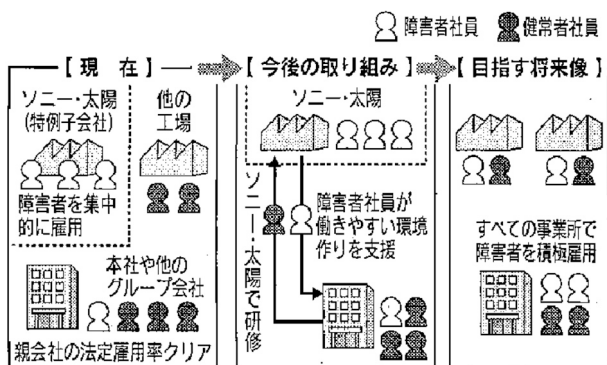 障害者社員
健常者社員
【現 在】
ソニー・太陽
(特例子会社)
障害者を集中
的に雇用
他の
工場
本社や他の
グループ会社
親会社の法定雇用率クリア
【今後の取り組み】
ソニー・太陽
ソニー・太陽で研修
障害者社員が
働きやすい環境
作りを支援
【目指す将来像】
すべての事業所で
障害者を積極雇用